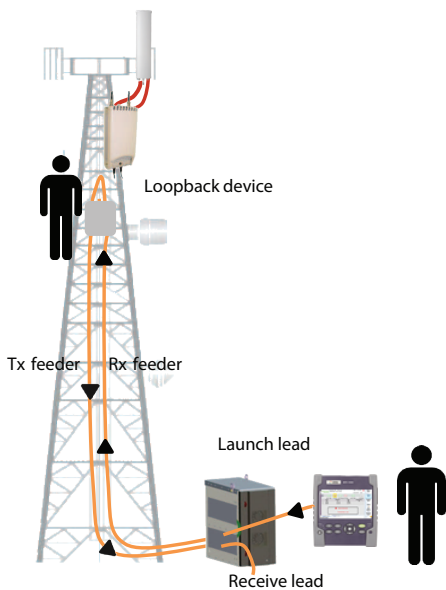 Loopback device
Tx feeder
Rx feeder
Launch lead
Receive lead